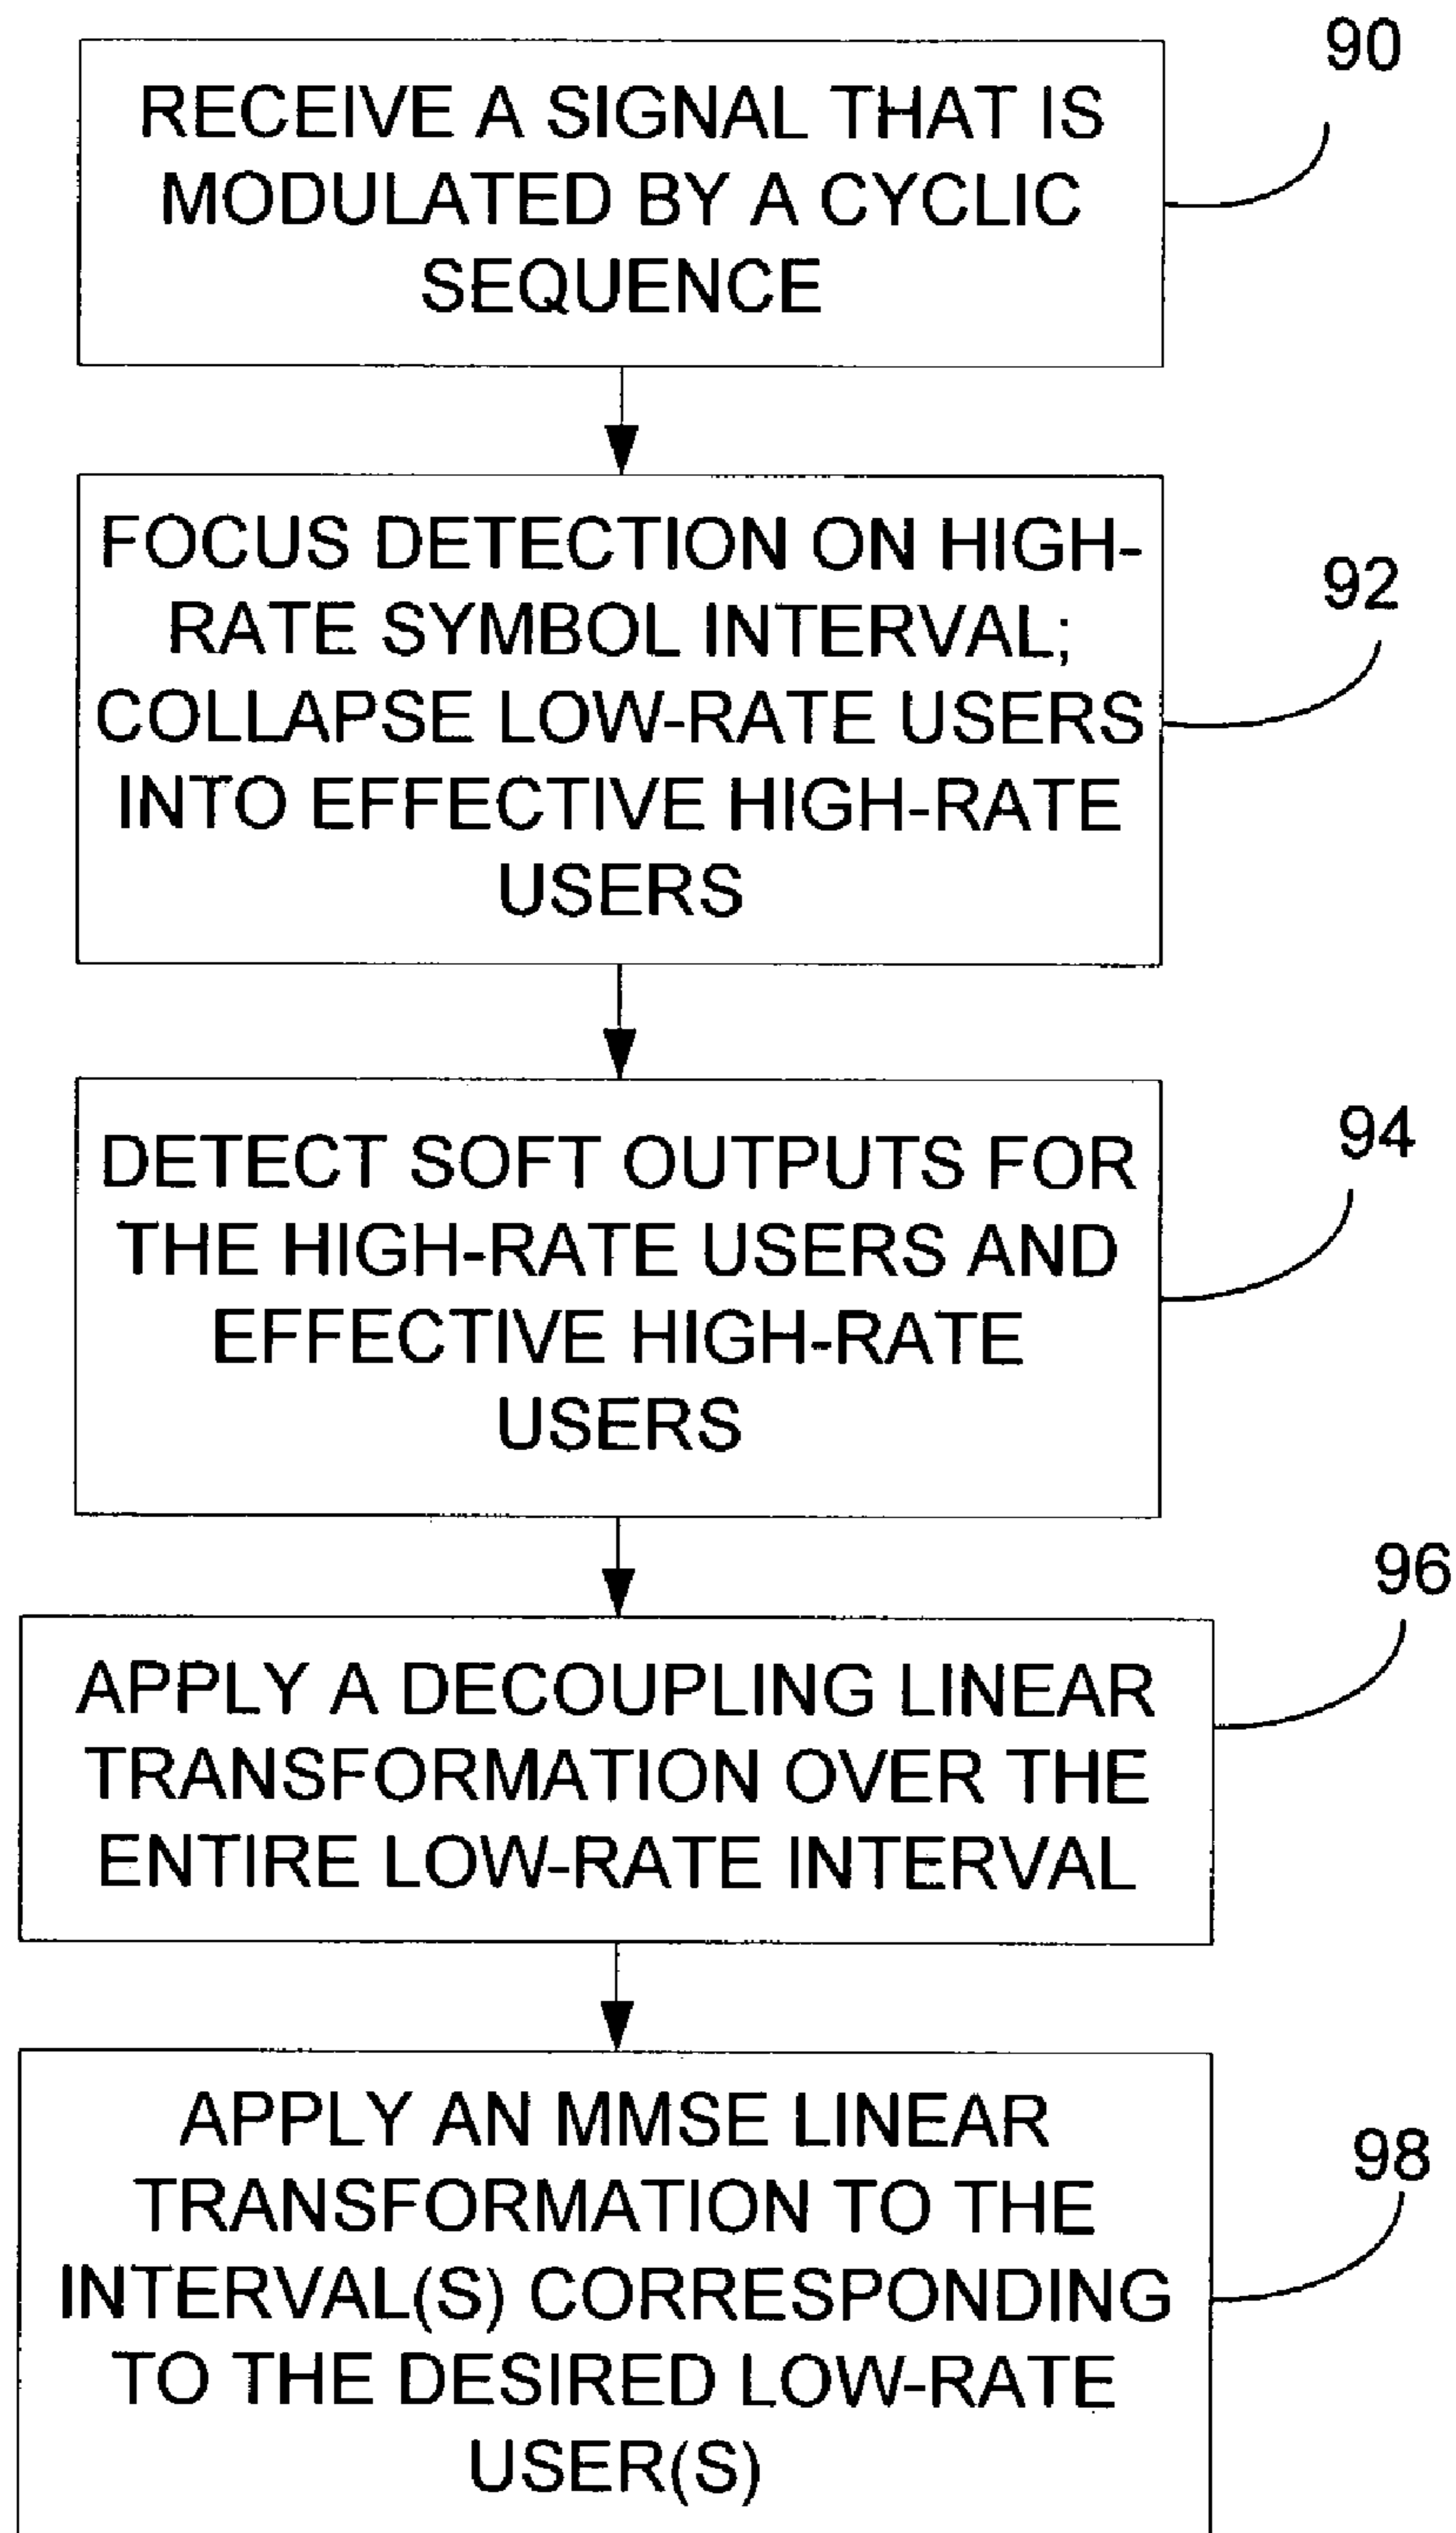 90
RECEIVE A SIGNAL THAT IS
MODULATED BY A CYCLIC
SEQUENCE
92
FOCUS DETECTION ON HIGH-
RATE SYMBOL INTERVAL;
COLLAPSE LOW-RATE USERS
INTO EFFECTIVE HIGH-RATE
USERS
94
DETECT SOFT OUTPUTS FOR
THE HIGH-RATE USERS AND
EFFECTIVE HIGH-RATE
USERS
96
APPLY A DECOUPLING LINEAR
TRANSFORMATION OVER THE
ENTIRE LOW-RATE INTERVAL
98
APPLY AN MMSE LINEAR
TRANSFORMATION TO THE
INTERVAL(S) CORRESPONDING
TO THE DESIRED LOW-RATE
USER(S)